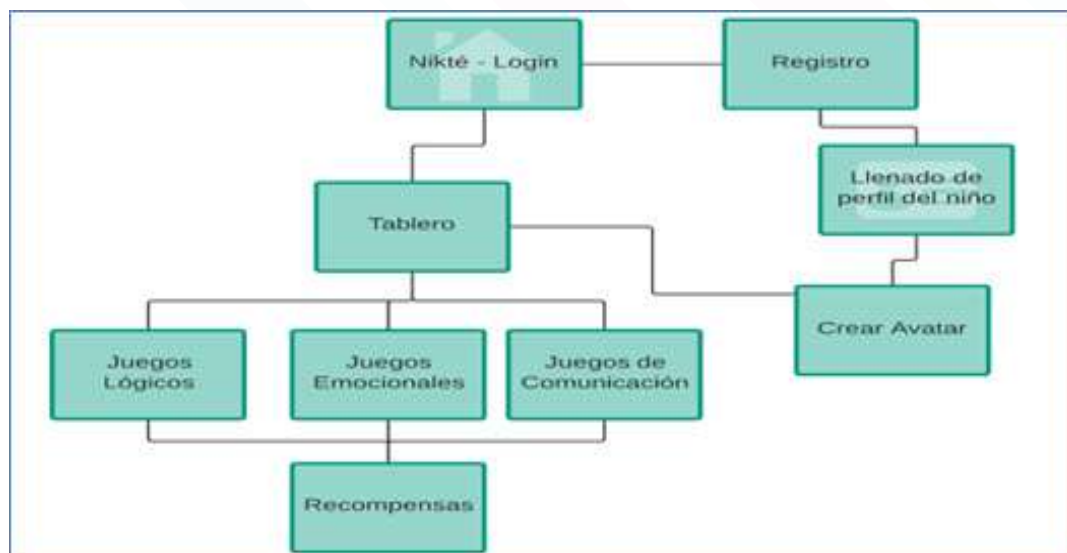 Nikté - Login
Registro
Llenado de
perfil del niño
Tablero
Crear Avatar
Juegos
Lógicos
Juegos
Emocionales
Juegos de
Comunicación
Recompensas